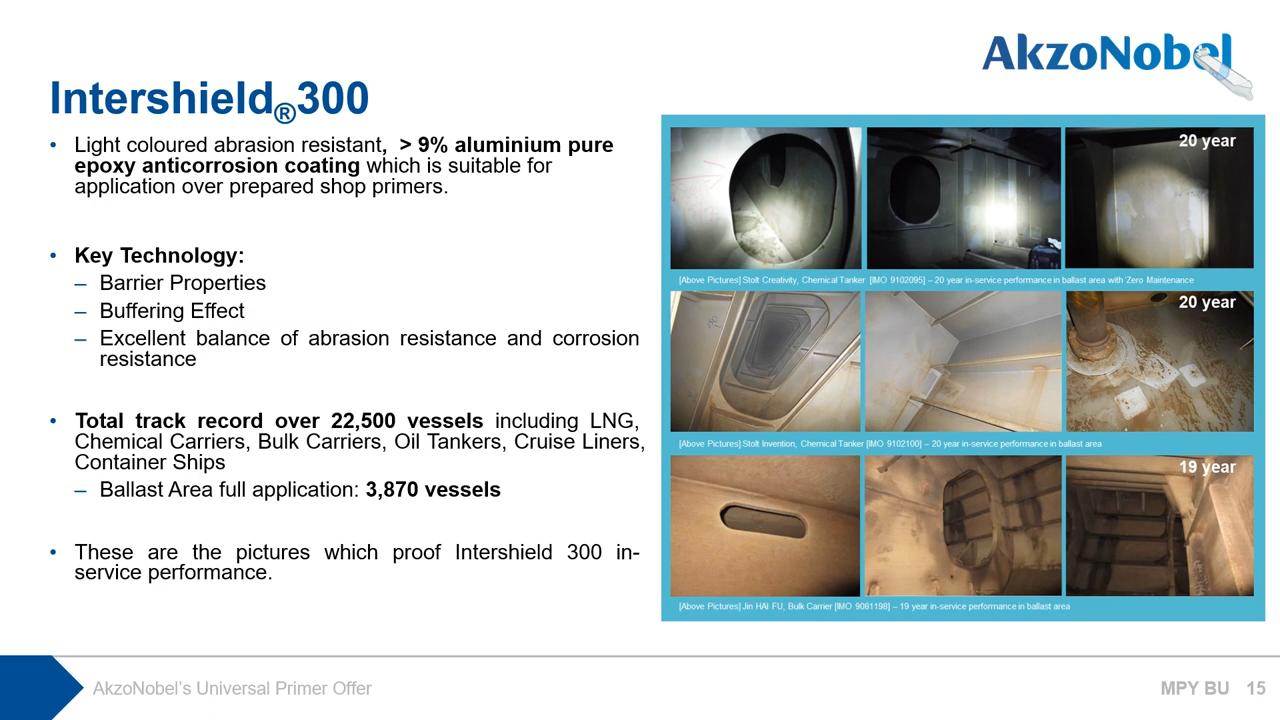 AkzoNobel
Intershield®300
• Light coloured abrasion resistant, > 9% aluminium pure
epoxy anticorrosion coating which is suitable for
application over prepared shop primers.
• Key Technology:
– Barrier Properties
– Buffering Effect
– Excellent balance of abrasion resistance and corrosion
resistance
• Total track record over 22,500 vessels including LNG,
Chemical Carriers, Bulk Carriers, Oil Tankers, Cruise Liners,
Container Ships
– Ballast Area full application: 3,870 vessels
• These are the pictures which proof Intershield 300 in-
service performance.
20 year
[Above Pictures] Stolt Creativity, Chemical Tanker [IMO 9102095] – 20 year in-service performance in ballast area with 'Zero Maintenance
20 year
[Above Pictures] Stolt Invention, Chemical Tanker [IMO 9102100] – 20 year in-service performance in ballast area
19 year
[Above Pictures] Jin HAI FU, Bulk Carrier [IMO 9081198] – 19 year in-service performance in ballast area
AkzoNobel's Universal Primer Offer
MPY BU 15